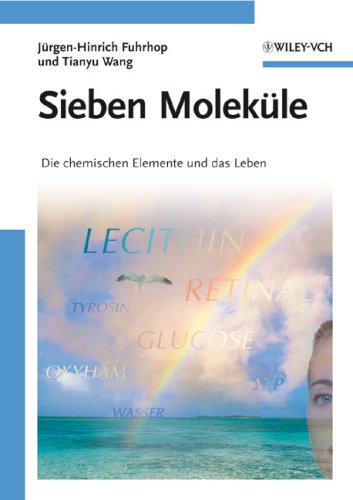 Jürgen-Hinrich Fuhrhop
und Tianyu Wang
WILEY-VCH
Sieben Moleküle
Die chemischen Elemente und das Leben
LECITHIN
RETINAL
TYROSIN
GLUCOSE
OXYHÄM
ATP
WASSER